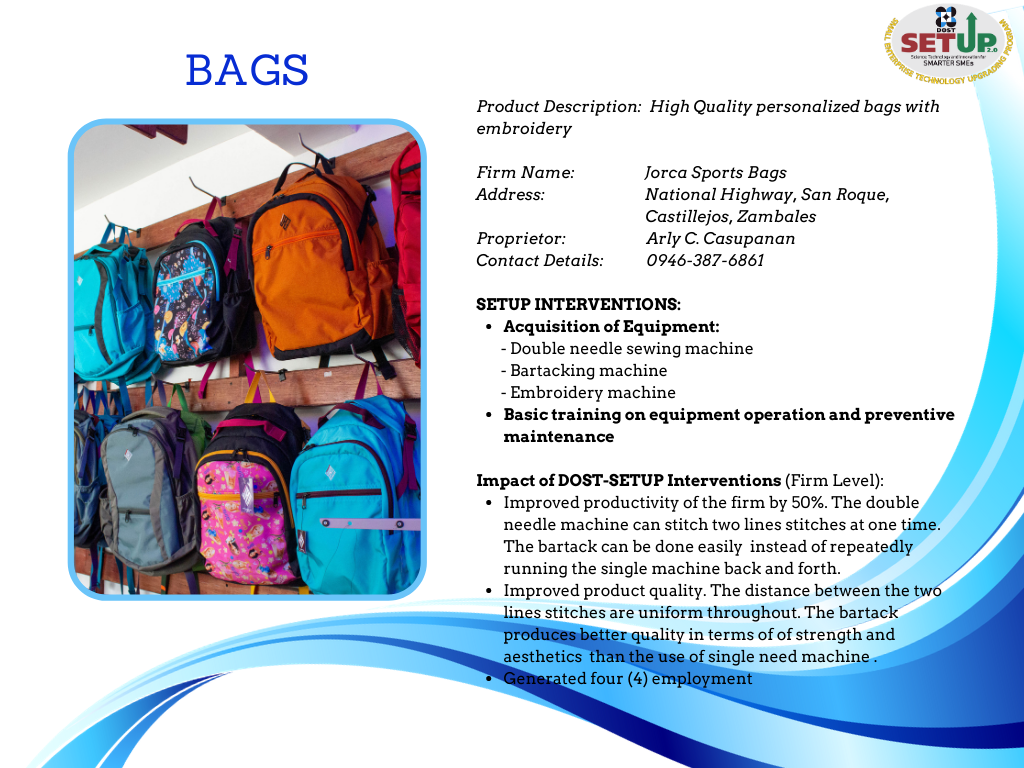 BAGS
DOST
SETUP 2.0
Science Technology and Innovation for
SMARTER SMEs
SMALL ENTERPRISE TECHNOLOGY UPGRADING PROGRAM
Product Description: High Quality personalized bags with
embroidery
Firm Name: Jorca Sports Bags
Address: National Highway, San Roque,
Castillejos, Zambales
Proprietor: Arly C. Casupanan
Contact Details: 0946-387-6861
SETUP INTERVENTIONS:
• Acquisition of Equipment:
- Double needle sewing machine
- Bartacking machine
- Embroidery machine
• Basic training on equipment operation and preventive
maintenance
Impact of DOST-SETUP Interventions (Firm Level):
• Improved productivity of the firm by 50%. The double
needle machine can stitch two lines stitches at one time.
The bartack can be done easily instead of repeatedly
running the single machine back and forth.
• Improved product quality. The distance between the two
lines stitches are uniform throughout. The bartack
produces better quality in terms of of strength and
aesthetics than the use of single need machine .
• Generated four (4) employment